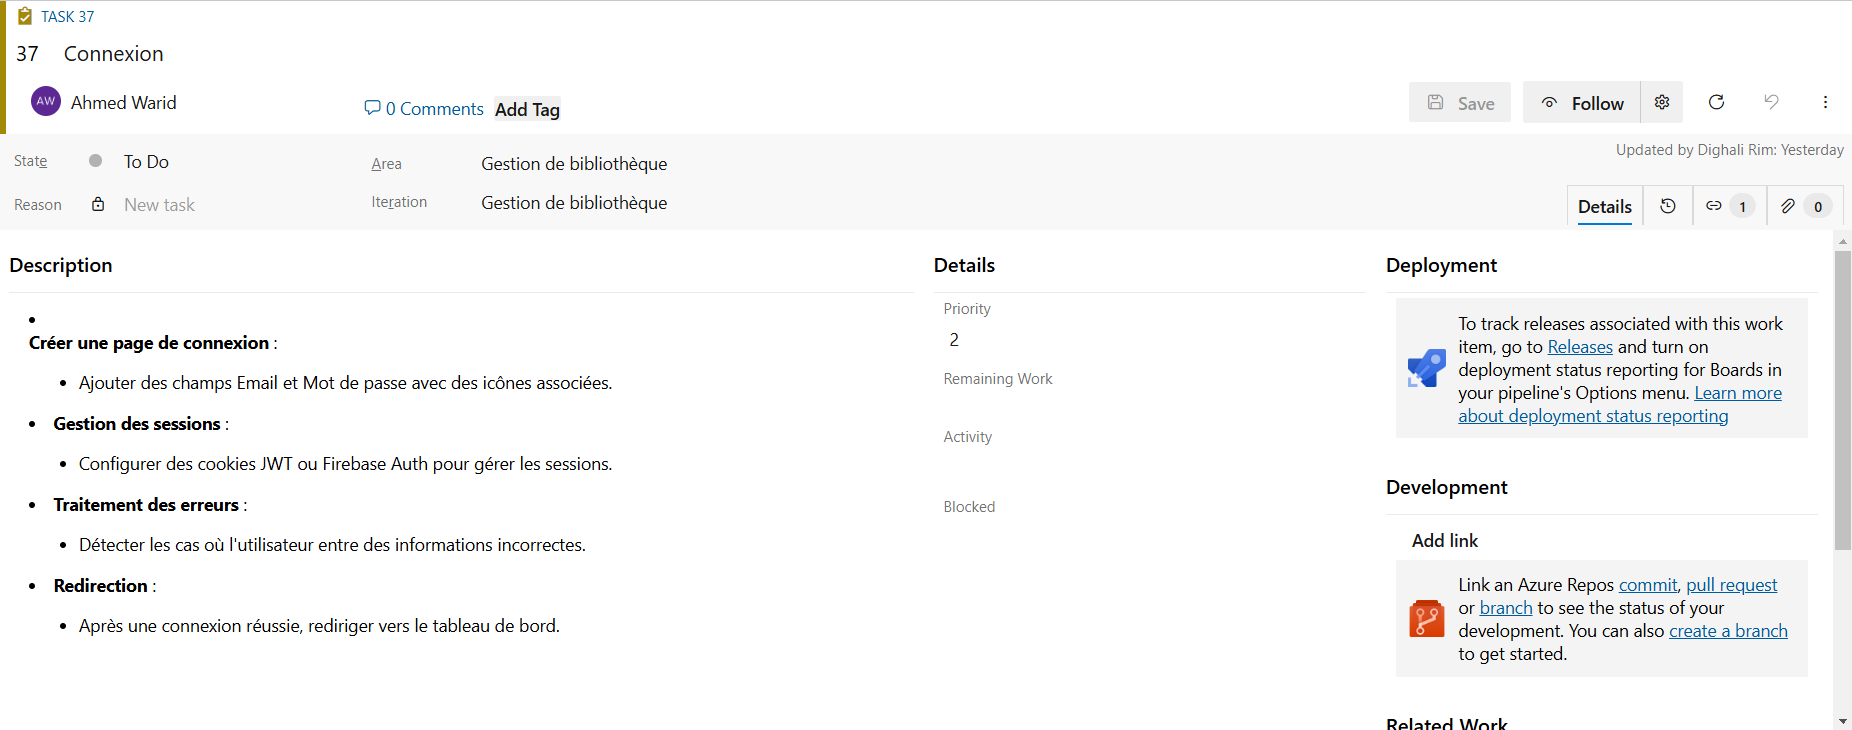 TASK 37
37 Connexion
AW Ahmed Warid
0 Comments Add Tag
Save Follow
State To Do
Area Gestion de bibliothèque
Updated by Dighali Rim: Yesterday
Reason New task
Iteration Gestion de bibliothèque
Details 1 0
Description
• 
Créer une page de connexion :
• Ajouter des champs Email et Mot de passe avec des icônes associées.
• Gestion des sessions :
• Configurer des cookies JWT ou Firebase Auth pour gérer les sessions.
• Traitement des erreurs :
• Détecter les cas où l'utilisateur entre des informations incorrectes.
• Redirection :
• Après une connexion réussie, rediriger vers le tableau de bord.
Details
Priority
2
Remaining Work
Activity
Blocked
Deployment
To track releases associated with this work
item, go to Releases and turn on
deployment status reporting for Boards in
your pipeline's Options menu. Learn more
about deployment status reporting
Development
Add link
Link an Azure Repos commit, pull request
or branch to see the status of your
development. You can also create a branch
to get started.
Related Work